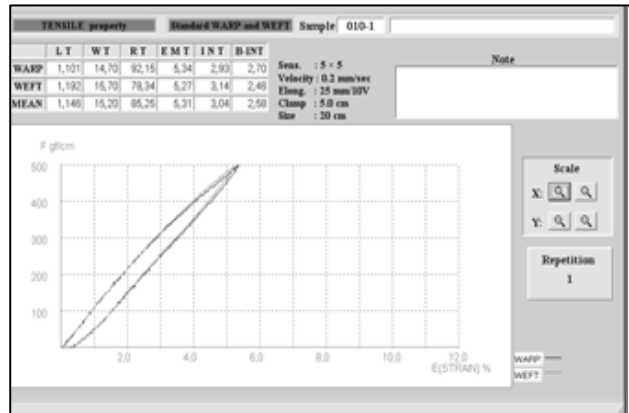 TENSILE property Standard WARP and WEFT Sample 010-1
LT WT RT EMT INT B-INT
WARP 1,101 14,70 92,15 5,34 2,93 2,70
WEFT 1,192 15,70 78,34 5,27 3,14 2,46
MEAN 1,146 15,20 85,25 5,31 3,04 2,58
Sens. : 5 × 5
Velocity : 0.2 mm/sec
Elong. : 25 mm/10V
Clamp : 5.0 cm
Size : 20 cm
Note
F gf/cm
500
400
300
200
100
2,0 4,0 6,0 8,0 10,0 12,0
E(STRAIN) %
Scale
X:
Y:
Repetition
1
WARP
WEFT